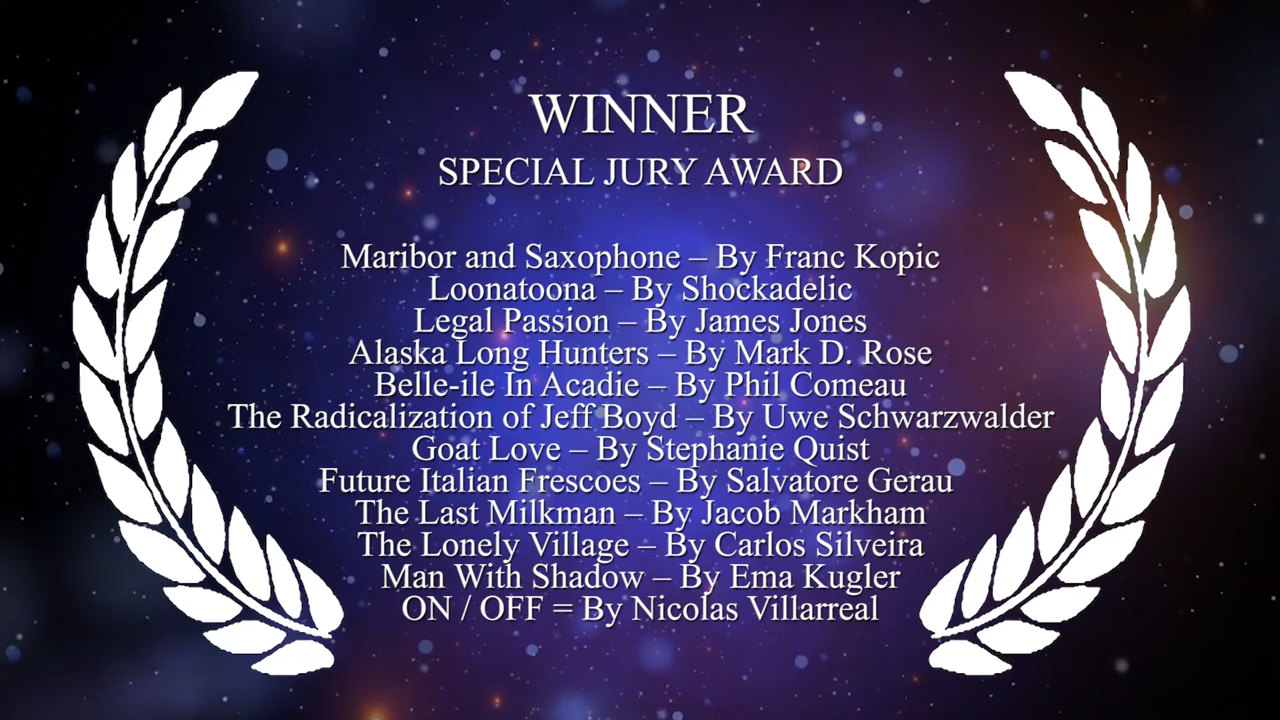 WINNER
SPECIAL JURY AWARD
Maribor and Saxophone – By Franc Kopic
Loonatoona – By Shockadelic
Legal Passion – By James Jones
Alaska Long Hunters – By Mark D. Rose
Belle-ile In Acadie – By Phil Comeau
The Radicalization of Jeff Boyd – By Uwe Schwarzwalder
Goat Love – By Stephanie Quist
Future Italian Frescoes – By Salvatore Gerau
The Last Milkman – By Jacob Markham
The Lonely Village – By Carlos Silveira
Man With Shadow – By Ema Kugler
ON / OFF = By Nicolas Villarreal